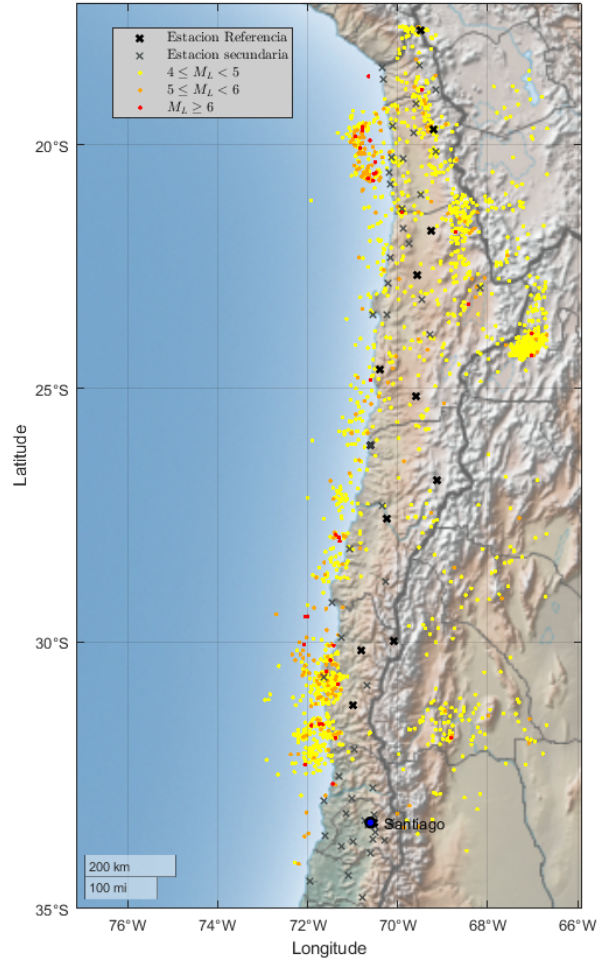 Estacion Referencia
Estacion secundaria
4 ≤ M_L < 5
5 ≤ M_L < 6
M_L ≥ 6
20°S
25°S
30°S
35°S
Latitude
Santiago
200 km
100 mi
76°W 74°W 72°W 70°W 68°W 66°W
Longitude